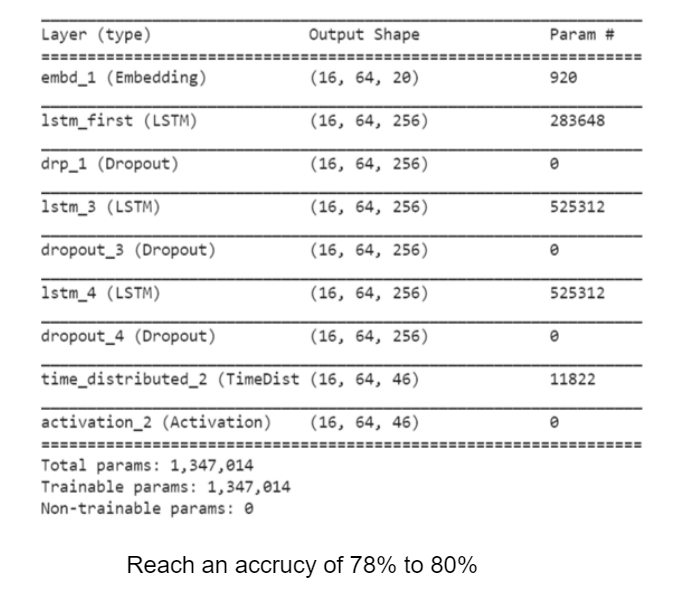 Layer (type) Output Shape Param #
embd_1 (Embedding) (16, 64, 20) 920
lstm_first (LSTM) (16, 64, 256) 283648
drp_1 (Dropout) (16, 64, 256) 0
lstm_3 (LSTM) (16, 64, 256) 525312
dropout_3 (Dropout) (16, 64, 256) 0
lstm_4 (LSTM) (16, 64, 256) 525312
dropout_4 (Dropout) (16, 64, 256) 0
time_distributed_2 (TimeDist (16, 64, 46) 11822
activation_2 (Activation) (16, 64, 46) 0
Total params: 1,347,014
Trainable params: 1,347,014
Non-trainable params: 0
Reach an accrucy of 78% to 80%